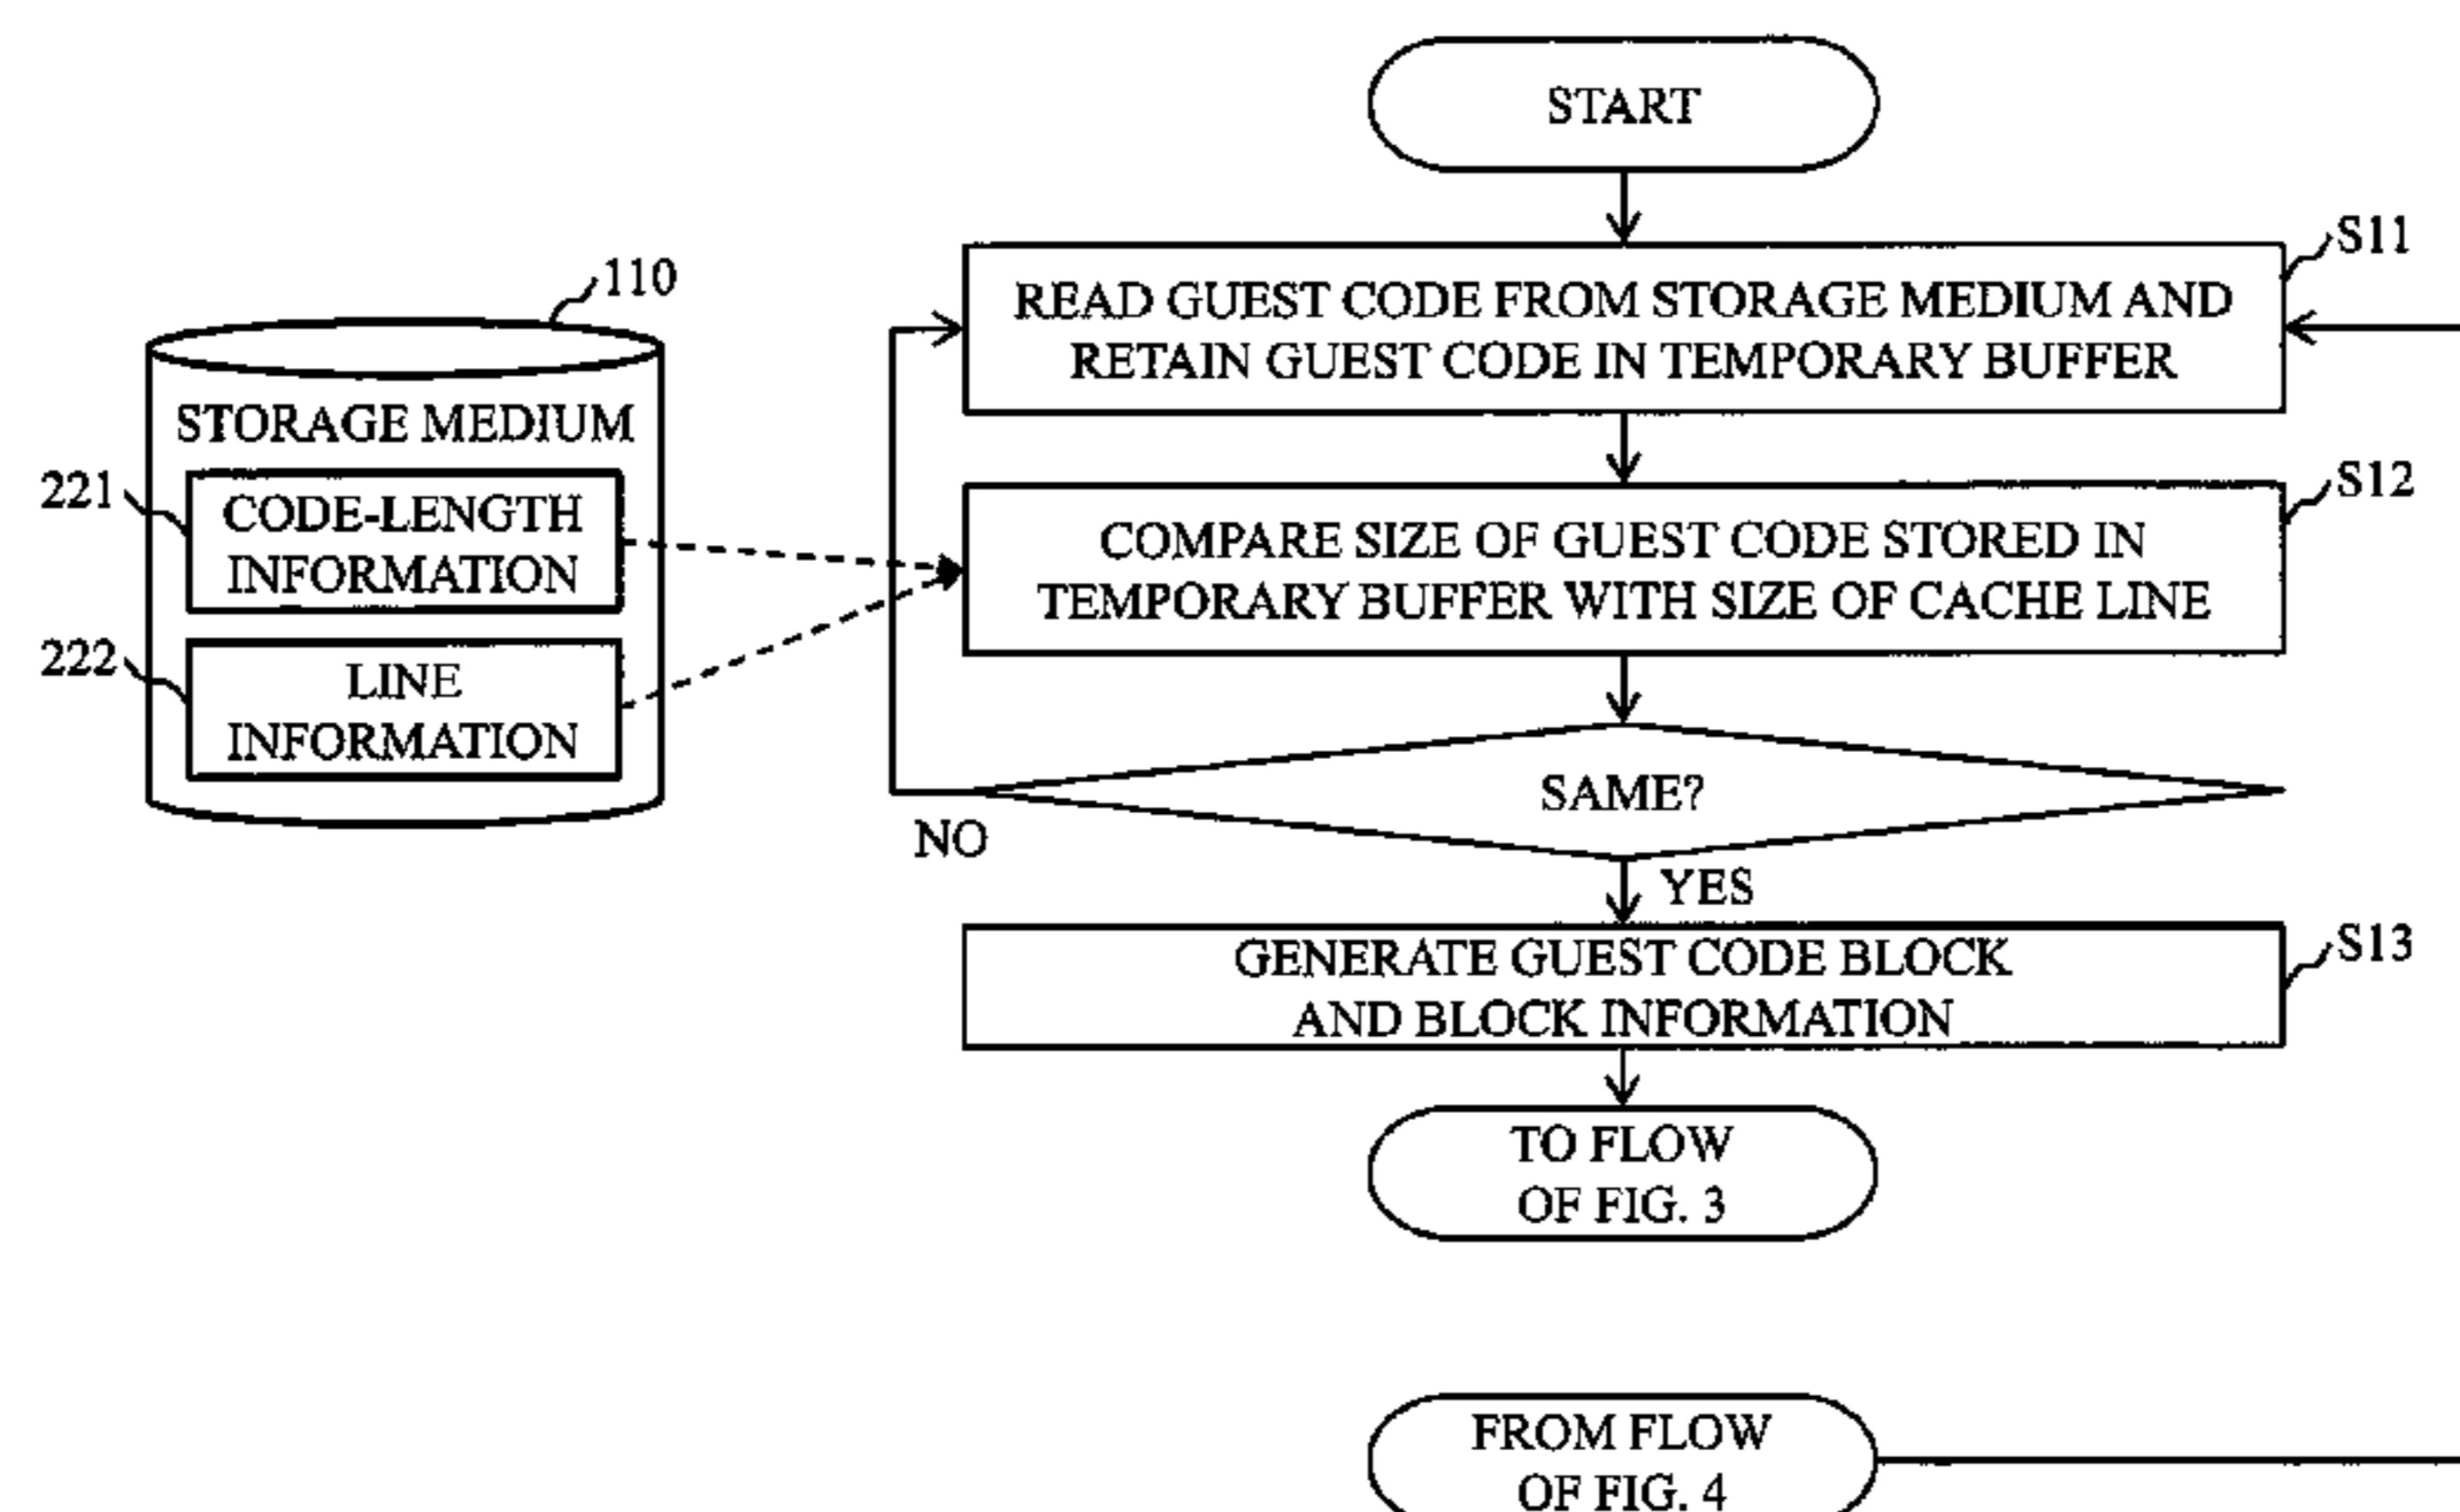 START
S11
READ GUEST CODE FROM STORAGE MEDIUM AND
RETAIN GUEST CODE IN TEMPORARY BUFFER
110
STORAGE MEDIUM
221
CODE-LENGTH
INFORMATION
222
LINE
INFORMATION
S12
COMPARE SIZE OF GUEST CODE STORED IN
TEMPORARY BUFFER WITH SIZE OF CACHE LINE
SAME?
NO
YES
S13
GENERATE GUEST CODE BLOCK
AND BLOCK INFORMATION
TO FLOW
OF FIG. 3
FROM FLOW
OF FIG. 4